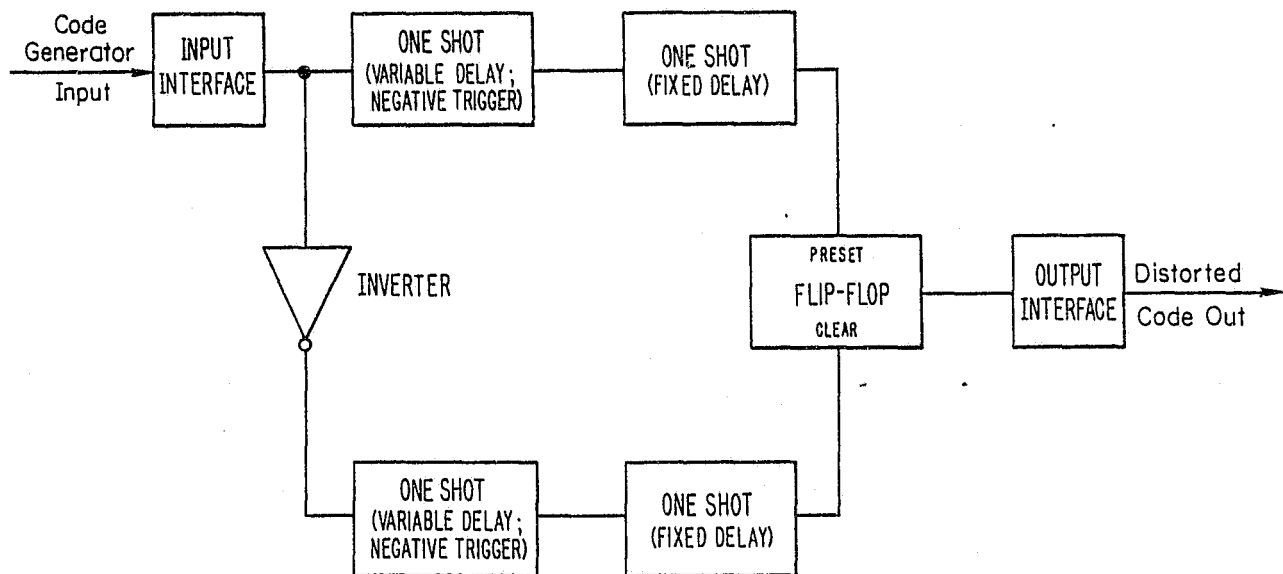 Code
Generator
Input
INPUT
INTERFACE
ONE SHOT
(VARIABLE DELAY;
NEGATIVE TRIGGER)
ONE SHOT
(FIXED DELAY)
INVERTER
PRESET
FLIP-FLOP
CLEAR
OUTPUT
INTERFACE
Distorted
Code Out
ONE SHOT
(VARIABLE DELAY;
NEGATIVE TRIGGER)
ONE SHOT
(FIXED DELAY)